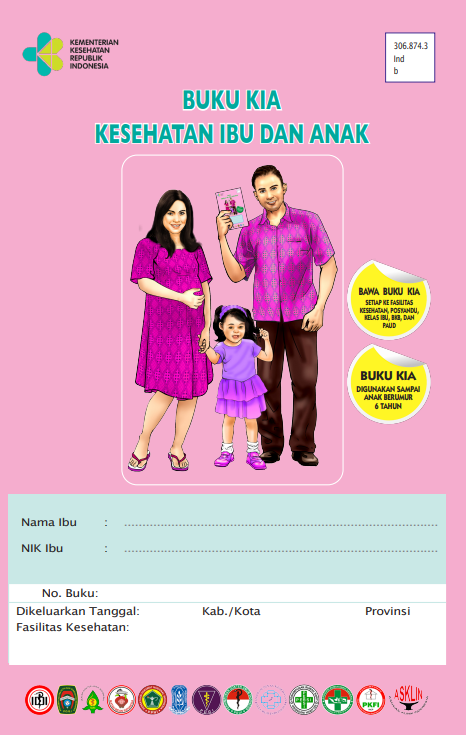 KEMENTERIAN
KESEHATAN
REPUBLIK
INDONESIA
306.874.3
Ind
b
BUKU KIA
KESEHATAN IBU DAN ANAK
BAWA BUKU KIA
SETIAP KE FASILITAS
KESEHATAN, POSYANDU,
KELAS IBU, BKB, DAN
PAUD
BUKU KIA
DIGUNAKAN SAMPAI
ANAK BERUMUR
6 TAHUN
Nama Ibu : ........................................................................
NIK Ibu : ........................................................................
No. Buku:
Dikeluarkan Tanggal: Kab./Kota Provinsi
Fasilitas Kesehatan:
PKFI
ASKLIN